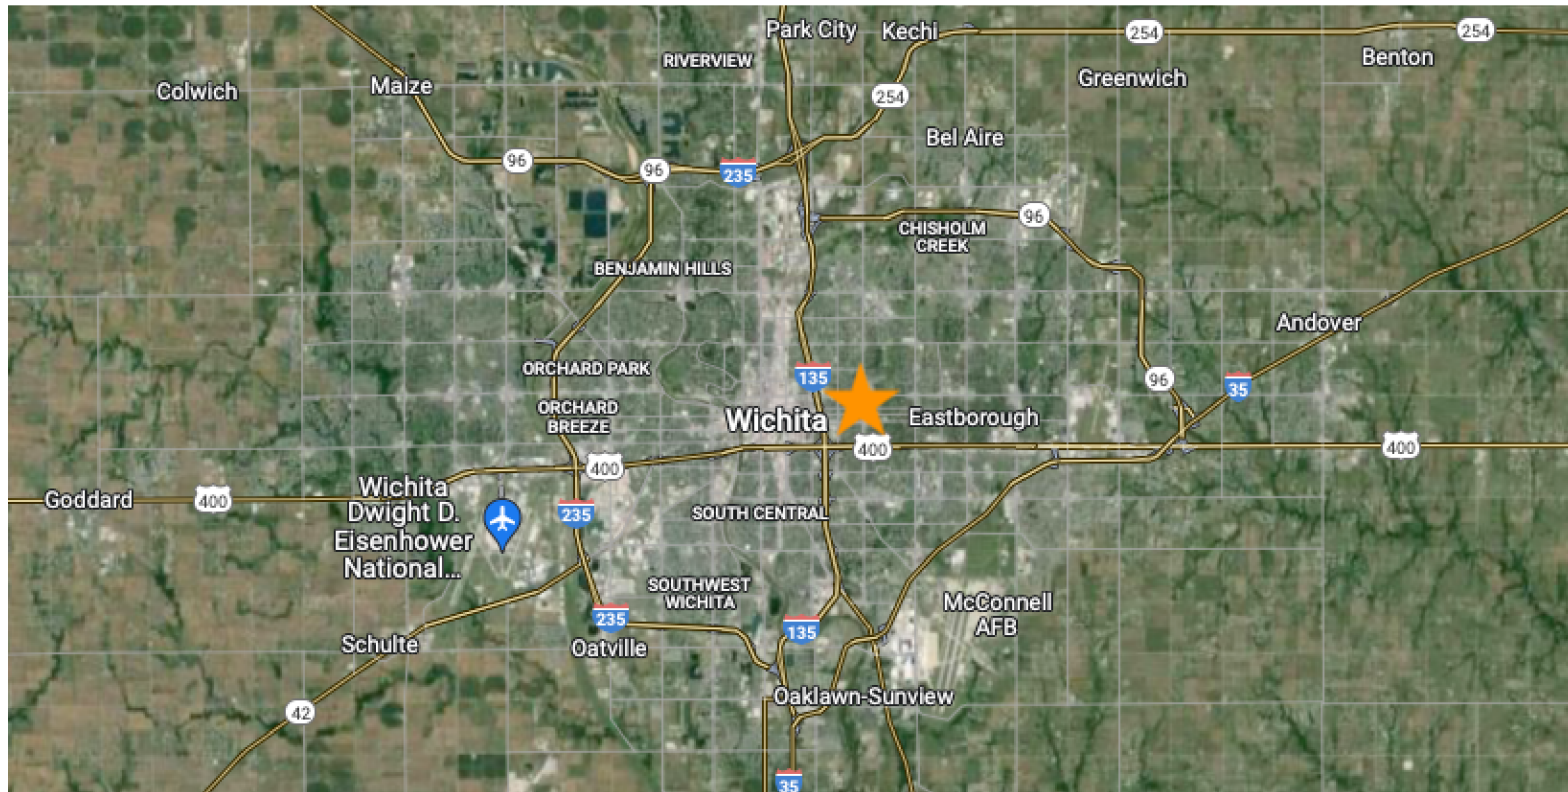 Park City
Kechi
254
254
Benton
RIVERVIEW
Greenwich
Colwich
Maize
254
Bel Aire
96
96
235
96
CHISHOLM
CREEK
BENJAMIN HILLS
Andover
ORCHARD PARK
135
96
35
ORCHARD
BREEZE
Wichita
Eastborough
400
400
400
Goddard
400
Wichita
Dwight D.
Eisenhower
National...
235
SOUTH CENTRAL
SOUTHWEST
WICHITA
McConnell
AFB
235
135
Schulte
Oatville
Oaklawn-Sunview
42
35